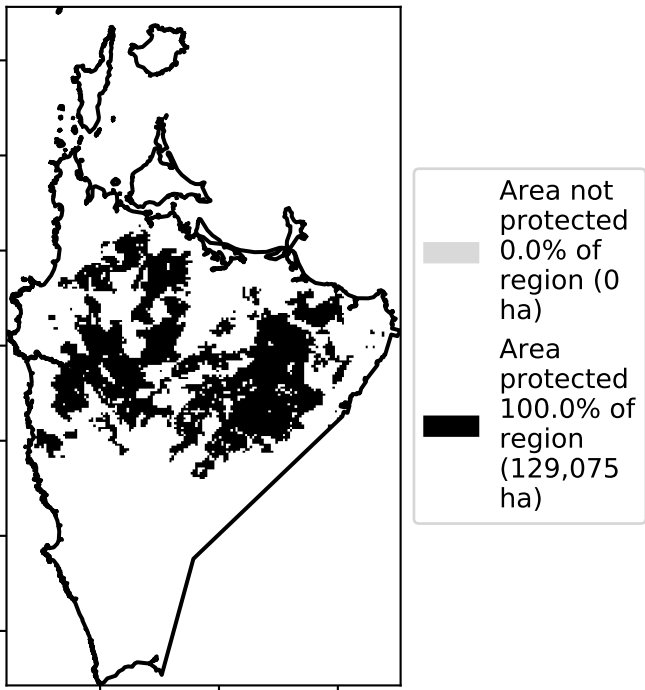 Area not
protected
0.0% of
region (0
ha)
Area
protected
100.0% of
region
(129,075
ha)